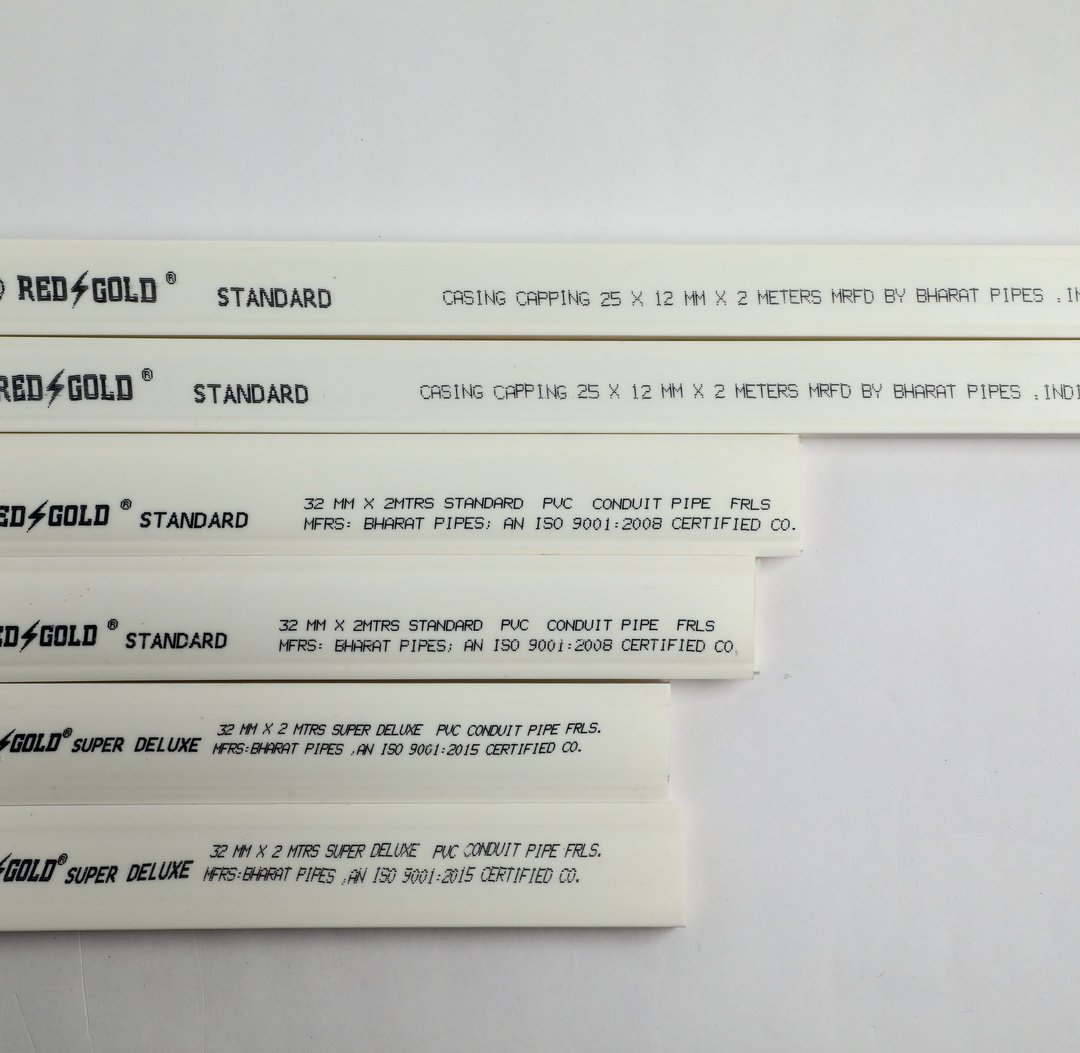 RED GOLD ® STANDARD CASING CAPPING 25 X 12 MM X 2 METERS MRFD BY BHARAT PIPES .IN
RED GOLD ® STANDARD CASING CAPPING 25 X 12 MM X 2 METERS MRFD BY BHARAT PIPES .INDI
ED GOLD ® STANDARD 32 MM X 2MTRS STANDARD PVC CONDUIT PIPE FRLS
MFRS: BHARAT PIPES; AN ISO 9001:2008 CERTIFIED CO.
ED GOLD ® STANDARD 32 MM X 2MTRS STANDARD PVC CONDUIT PIPE FRLS
MFRS: BHARAT PIPES; AN ISO 9001:2008 CERTIFIED CO.
GOLD® SUPER DELUXE 32 MM X 2 MTRS SUPER DELUXE PVC CONDUIT PIPE FRLS.
MFRS:BHARAT PIPES ,AN ISO 9001:2015 CERTIFIED CO.
GOLD® SUPER DELUXE 32 MM X 2 MTRS SUPER DELUXE PVC CONDUIT PIPE FRLS.
MFRS:BHARAT PIPES ,AN ISO 9001:2015 CERTIFIED CO.